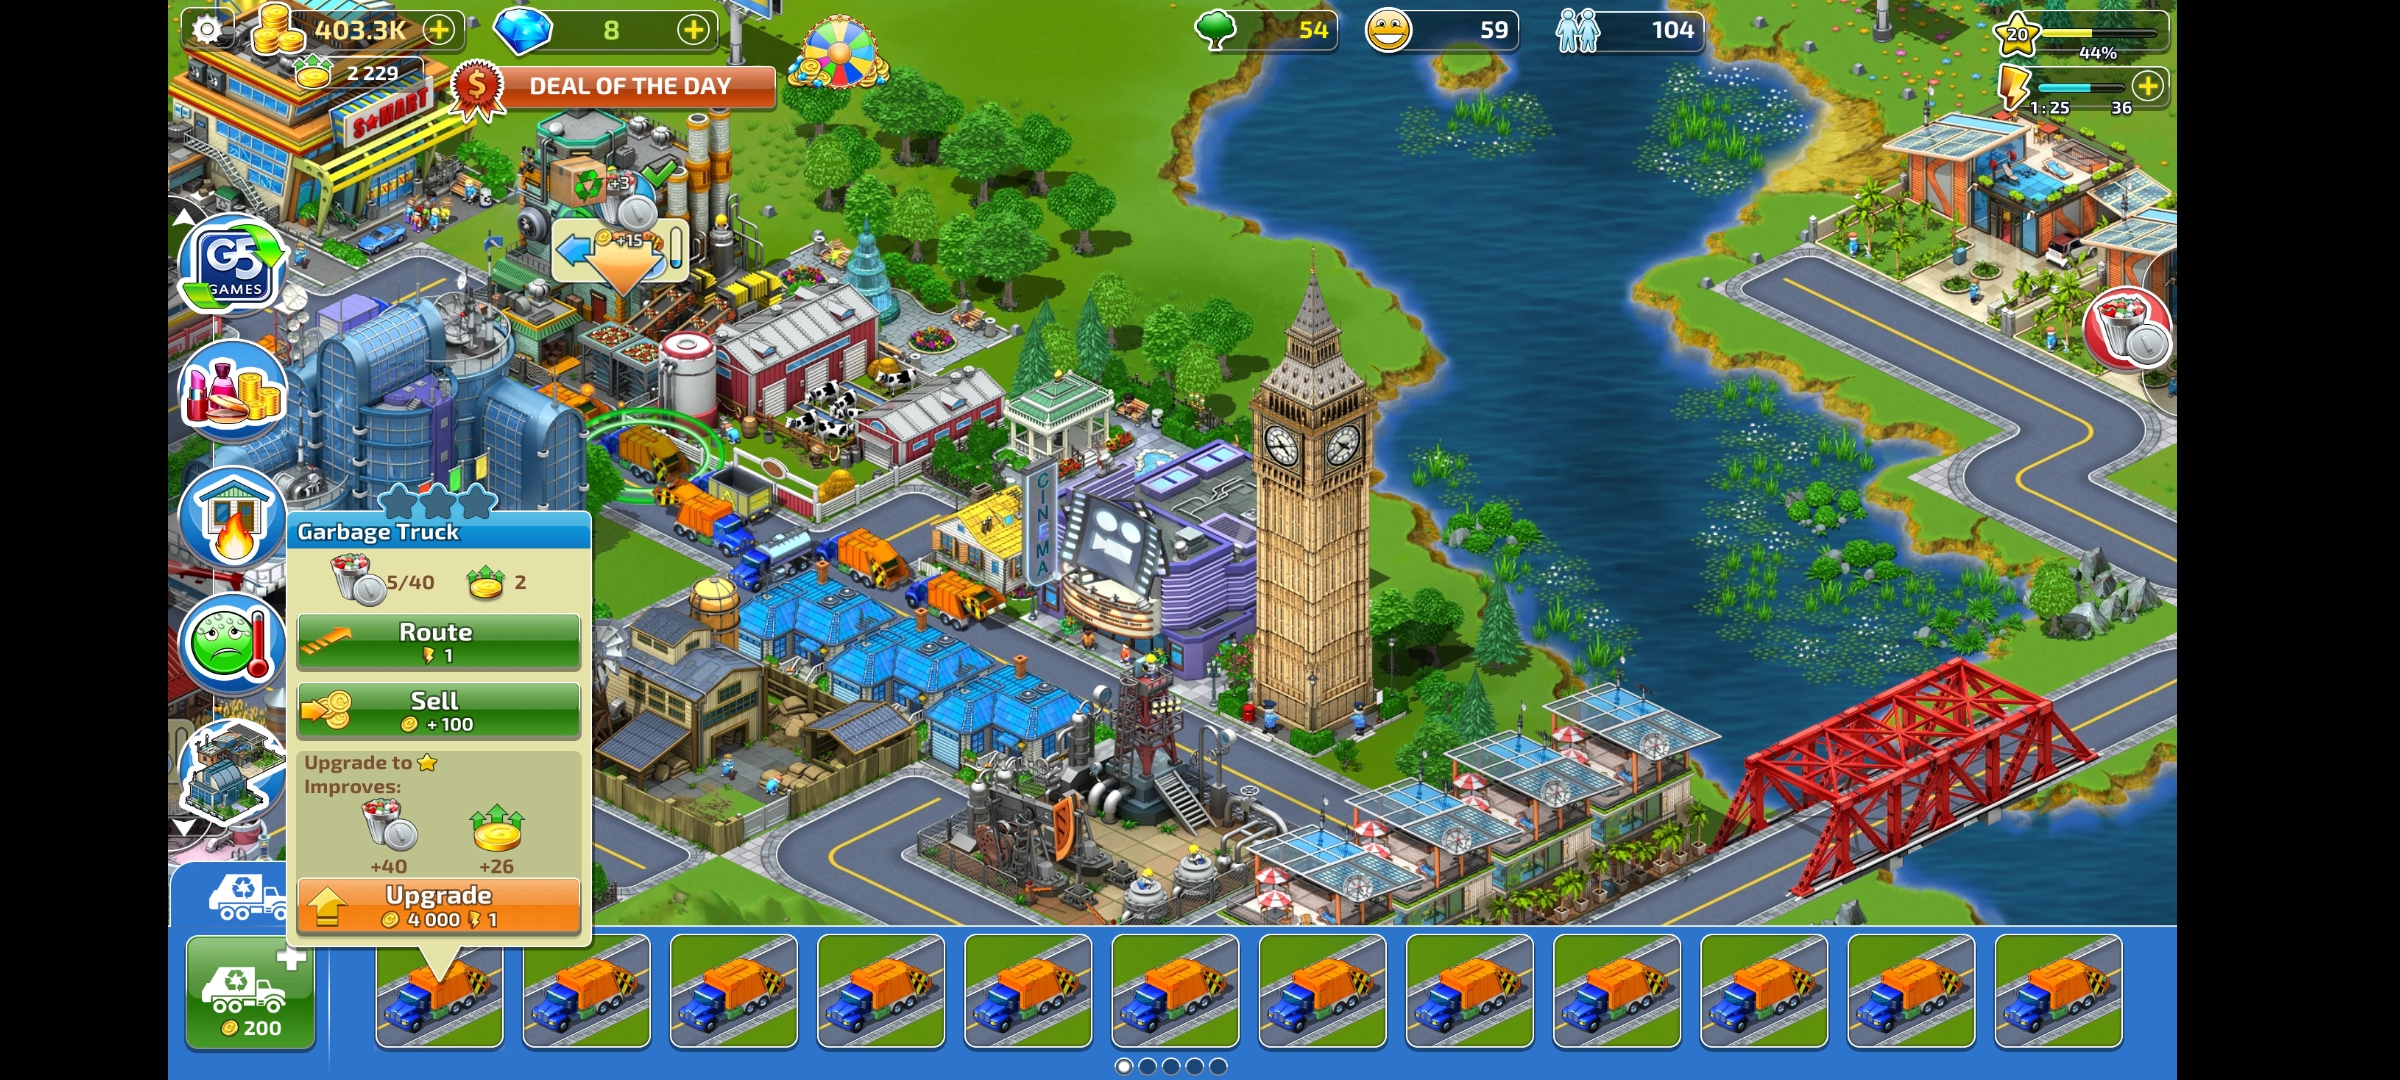 403.3K
8
54
59
104
20
44%
2 229
DEAL OF THE DAY
1:25
36
S★MART
+3
+15
G5
GAMES
CINEMA
Garbage Truck
5/40
2
Route
1
Sell
+ 100
Upgrade to
Improves:
+40
+26
Upgrade
4 000
1
200